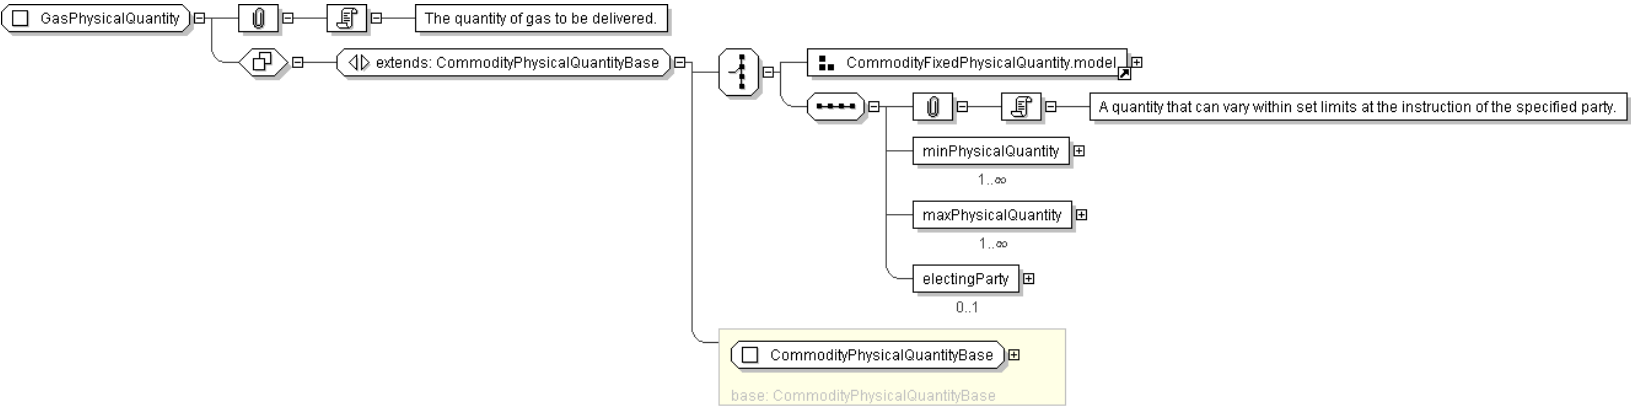 GasPhysicalQuantity
The quantity of gas to be delivered.
extends: CommodityPhysicalQuantityBase
CommodityFixedPhysicalQuantity.model
A quantity that can vary within set limits at the instruction of the specified party.
minPhysicalQuantity
1..∞
maxPhysicalQuantity
1..∞
electingParty
0..1
CommodityPhysicalQuantityBase
base: CommodityPhysicalQuantityBase